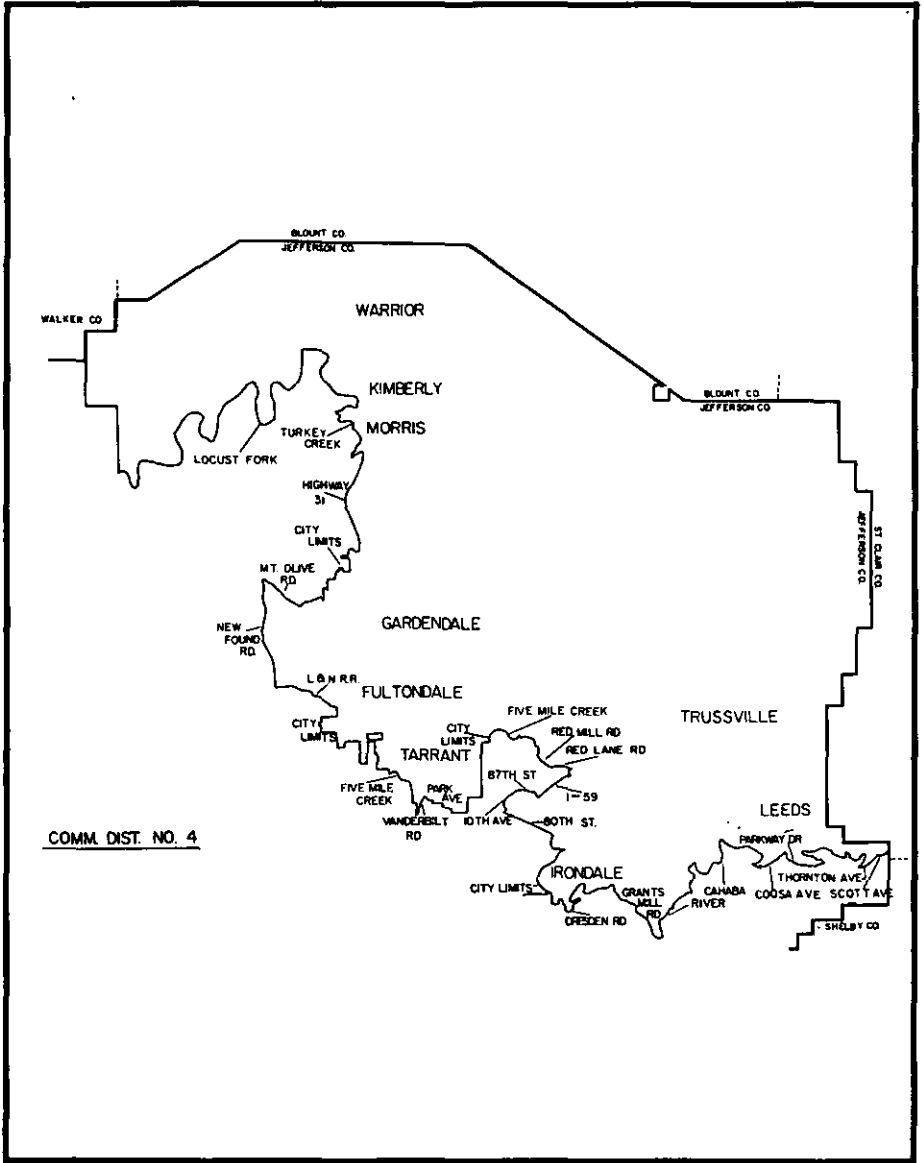 BLOUNT CO.
JEFFERSON CO.
WALKER CO
WARRIOR
KIMBERLY
BLOUNT CO.
JEFFERSON CO
TURKEY
CREEK
MORRIS
LOCUST FORK
HIGHWAY
31
ST CLAIR CO.
JEFFERSON CO.
CITY
LIMITS
MT. OLIVE
RD.
NEW
FOUND
RD.
GARDENDALE
L & N R.R.
FULTONDALE
CITY
LIMITS
CITY
LIMITS
FIVE MILE CREEK
TRUSSVILLE
RED MILL RD
RED LANE RD
TARRANT
87TH ST
FIVE MILE
CREEK
PARK
AVE
I-59
VANDERBILT
RD
10TH AVE
80TH ST.
LEEDS
COMM. DIST. NO. 4
PARKWAY DR
THORNTON AVE
IRONDALE
CITY LIMITS
GRANTS
MILL
RD
CAHABA
RIVER
COOSA AVE
SCOTT AVE
DRESDEN RD
SHELBY CO